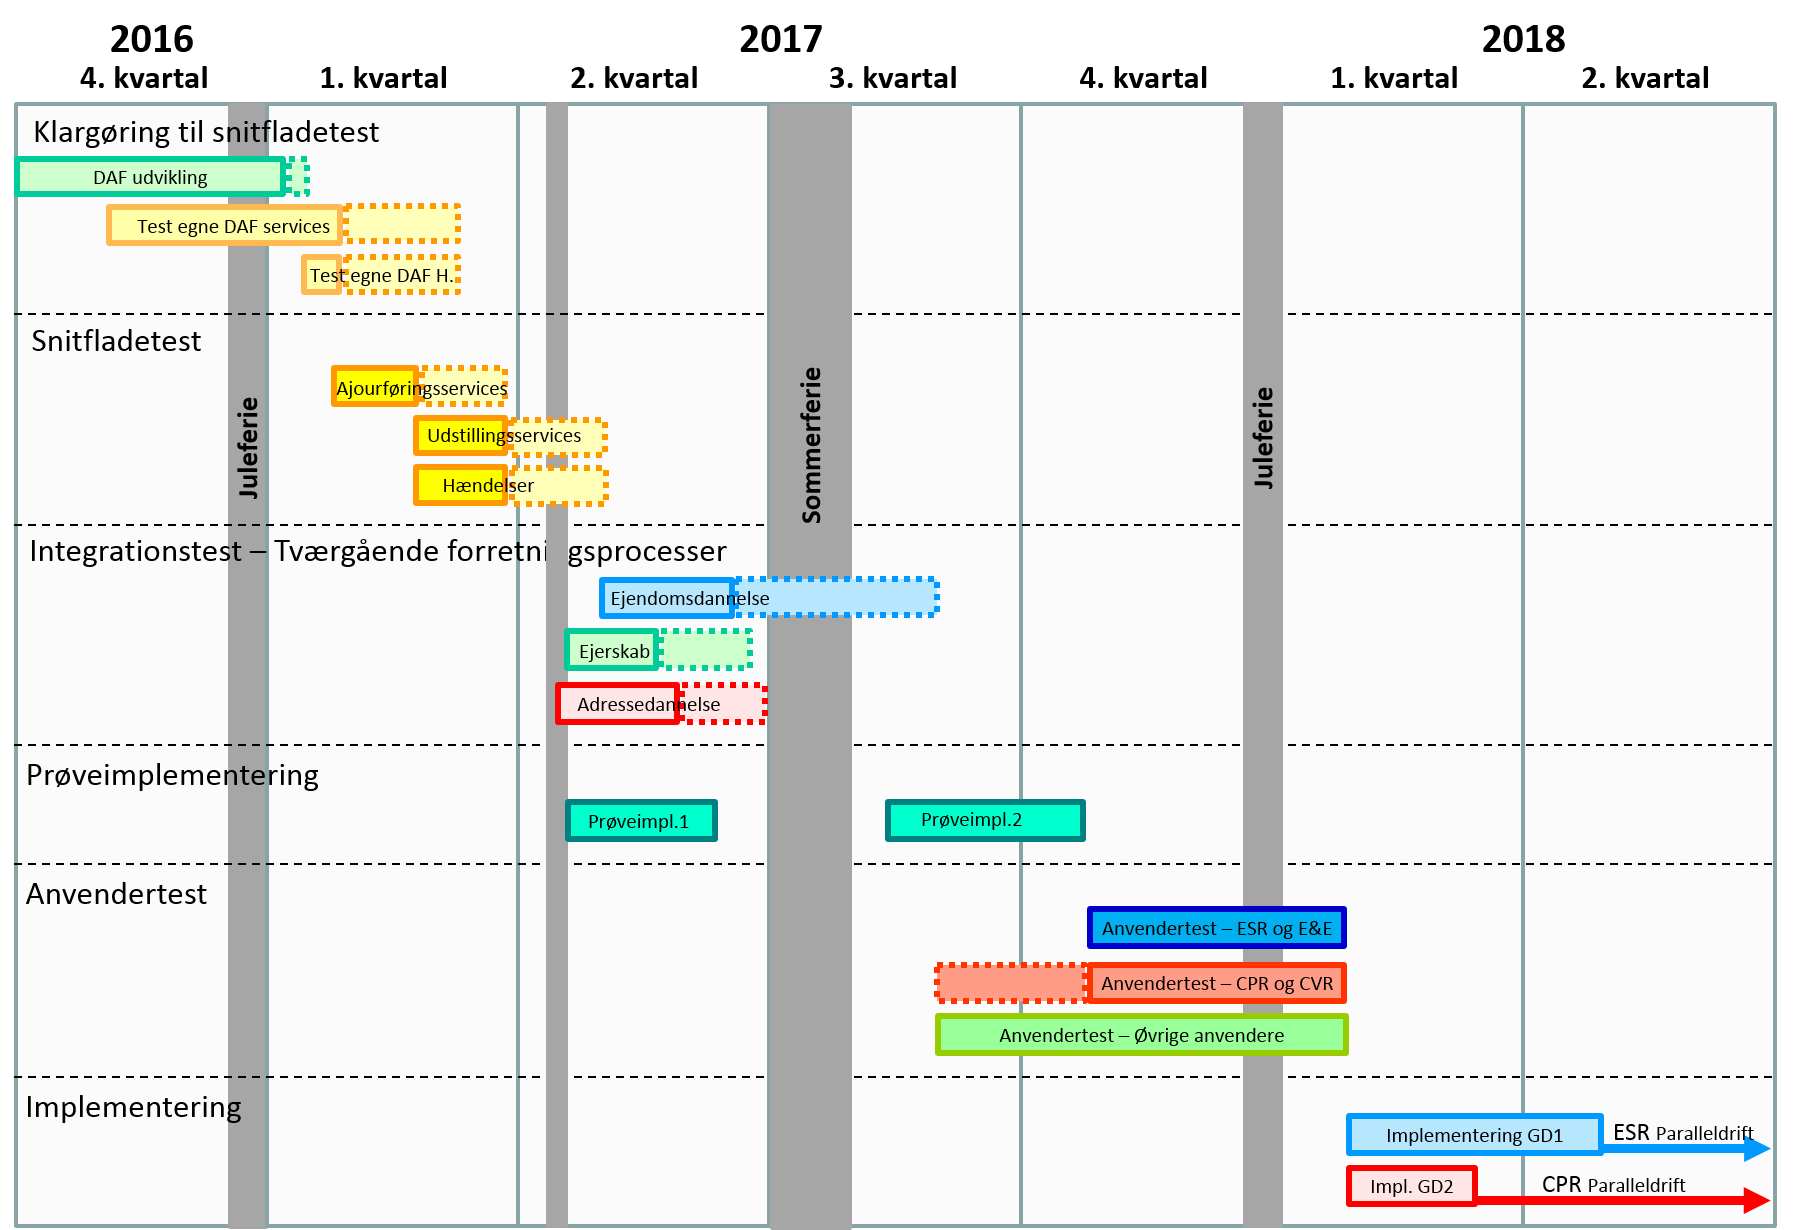 2016
2017
2018
4. kvartal
1. kvartal
2. kvartal
3. kvartal
4. kvartal
1. kvartal
2. kvartal
Klargøring til snitfladetest
DAF udvikling
Test egne DAF services
Test egne DAF H.
Snitfladetest
Ajourføringsservices
Udstillingsservices
Hændelser
Juleferie
Sommerferie
Juleferie
Integrationstest – Tværgående forretningsprocesser
Ejendomsdannelse
Ejerskab
Adressedannelse
Prøveimplementering
Prøveimpl.1
Prøveimpl.2
Anvendertest
Anvendertest – ESR og E&E
Anvendertest – CPR og CVR
Anvendertest – Øvrige anvendere
Implementering
Implementering GD1
ESR Paralleldrift
Impl. GD2
CPR Paralleldrift